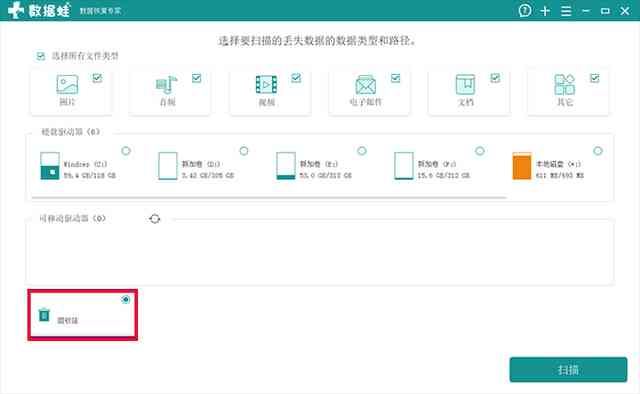 数据蛙 数据恢复专家
选择要扫描的丢失数据的数据类型和路径。
选择所有文件类型
图片 音频 视频 电子邮件 文档 其它
硬盘驱动器 (6)
Windows (C:) 新加卷 (D:) 新加卷 (E:) 新加卷 (F:) 本地磁盘 (*:)
59.4 GB/118 GB 3.42 GB/305 GB 53.0 GB/313 GB 15.6 GB/312 GB 611 MB/693 MB
可移动驱动器 (0)
回收站
扫描